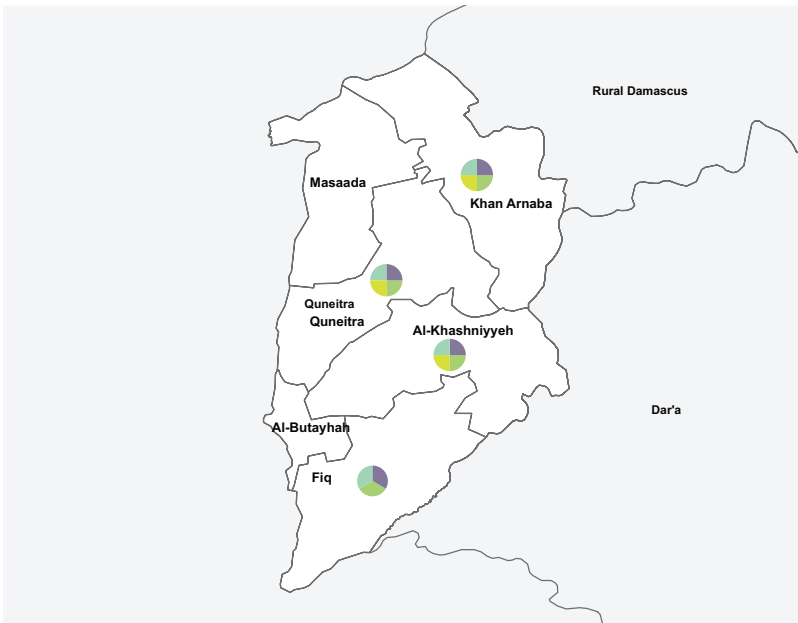 Rural Damascus
Masaada
Khan Arnaba
Quneitra
Quneitra
Al-Khashniyyeh
Dar'a
Al-Butayhah
Fiq